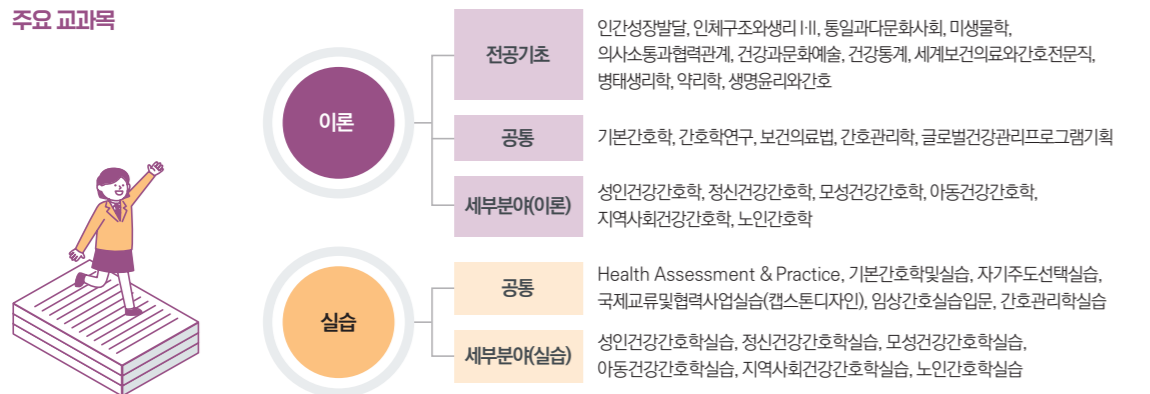 주요 교과목
이론
전공기초
인간성장발달, 인체구조와생리 I·II, 통일과다문화사회, 미생물학,
의사소통과협력관계, 건강과문화예술, 건강통계, 세계보건의료와간호전문직,
병태생리학, 약리학, 생명윤리와간호
공통
기본간호학, 간호학연구, 보건의료법, 간호관리학, 글로벌건강관리프로그램기획
세부분야(이론)
성인건강간호학, 정신건강간호학, 모성건강간호학, 아동건강간호학,
지역사회건강간호학, 노인간호학
실습
공통
Health Assessment & Practice, 기본간호학및실습, 자기주도선택실습,
국제교류및협력사업실습(캡스톤디자인), 임상간호실습입문, 간호관리학실습
세부분야(실습)
성인건강간호학실습, 정신건강간호학실습, 모성건강간호학실습,
아동건강간호학실습, 지역사회건강간호학실습, 노인간호학실습